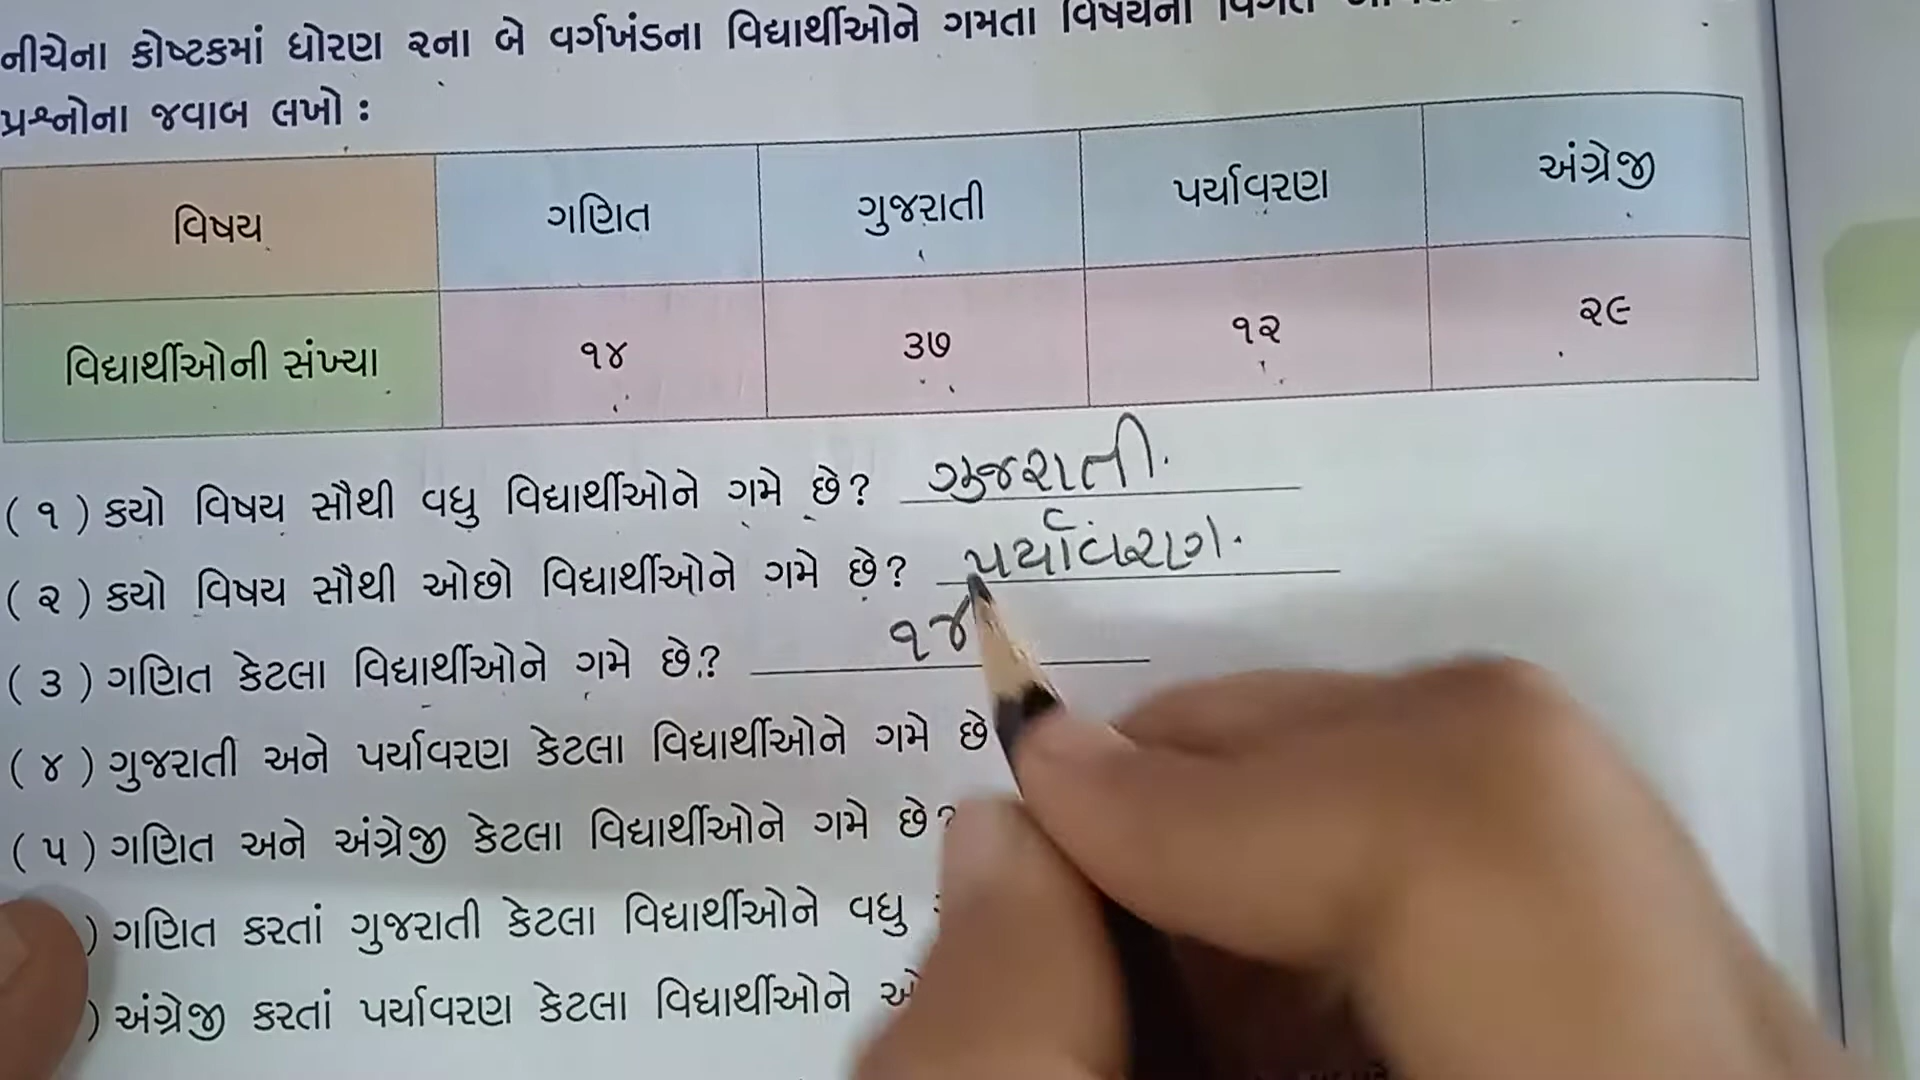 નીચેના કોષ્ટકમાં ધોરણ ૨ના બે વર્ગખંડના વિદ્યાર્થીઓને ગમતા વિષયની વિગત
પ્રશ્નોના જવાબ લખો :
વિષય ગણિત ગુજરાતી પર્યાવરણ અંગ્રેજી
વિદ્યાર્થીઓની સંખ્યા ૧૪ ૩૭ ૧૨ ૨૯
( ૧ ) કયો વિષય સૌથી વધુ વિદ્યાર્થીઓને ગમે છે? ગુજરાતી.
( ૨ ) કયો વિષય સૌથી ઓછો વિદ્યાર્થીઓને ગમે છે? પર્યાવરણ.
( ૩ ) ગણિત કેટલા વિદ્યાર્થીઓને ગમે છે? ૧૪
( ૪ ) ગુજરાતી અને પર્યાવરણ કેટલા વિદ્યાર્થીઓને ગમે છે
( ૫ ) ગણિત અને અંગ્રેજી કેટલા વિદ્યાર્થીઓને ગમે છે?
) ગણિત કરતાં ગુજરાતી કેટલા વિદ્યાર્થીઓને વધુ
) અંગ્રેજી કરતાં પર્યાવરણ કેટલા વિદ્યાર્થીઓને